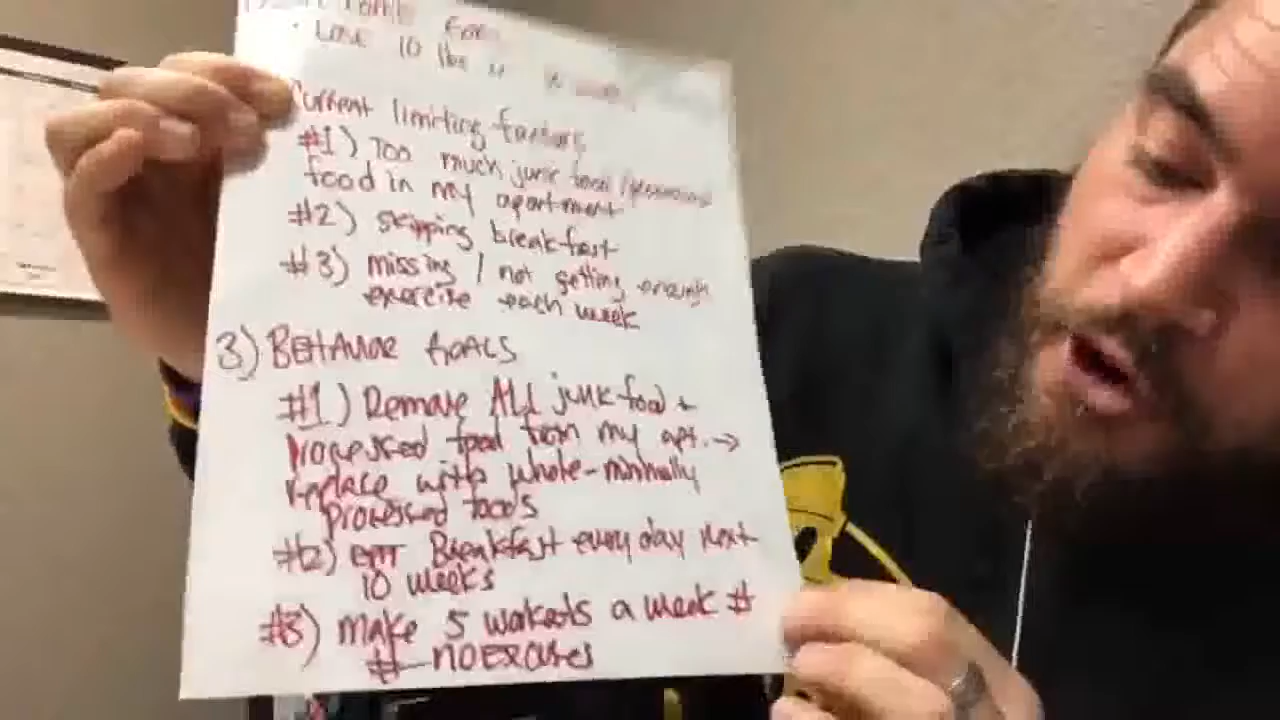 Lose 10 lbs in
Current limiting factors
#1) Too much junk food /processed
food in my apartment
#2) skipping breakfast
#3) missing / not getting enough
exercise each week
3) BEHAVIOR GOALS
#1) Remove ALL junk food +
processed food from my apt. →
replace with whole-minimally
processed foods
#2) EAT Breakfast every day next
10 weeks
#3) make 5 workouts a week #
# no excuses